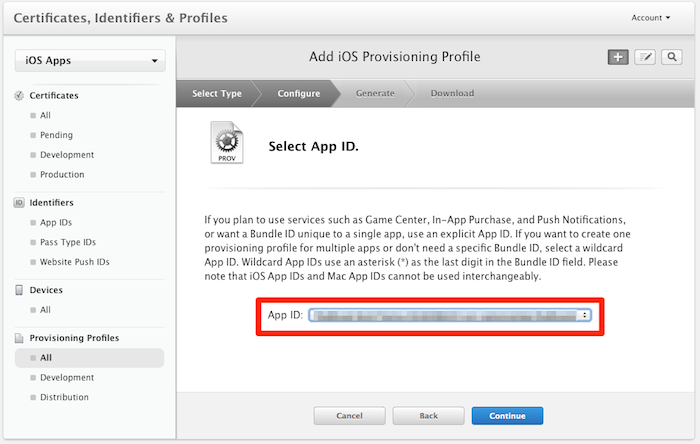 Certificates, Identifiers & Profiles
Account
iOS Apps
Certificates
All
Pending
Development
Production
Identifiers
App IDs
Pass Type IDs
Website Push IDs
Devices
All
Provisioning Profiles
All
Development
Distribution
Add iOS Provisioning Profile
Select Type
Configure
Generate
Download
PROV
Select App ID.
If you plan to use services such as Game Center, In-App Purchase, and Push Notifications,
or want a Bundle ID unique to a single app, use an explicit App ID. If you want to create one
provisioning profile for multiple apps or don't need a specific Bundle ID, select a wildcard
App ID. Wildcard App IDs use an asterisk (*) as the last digit in the Bundle ID field. Please
note that iOS App IDs and Mac App IDs cannot be used interchangeably.
App ID:
Cancel
Back
Continue